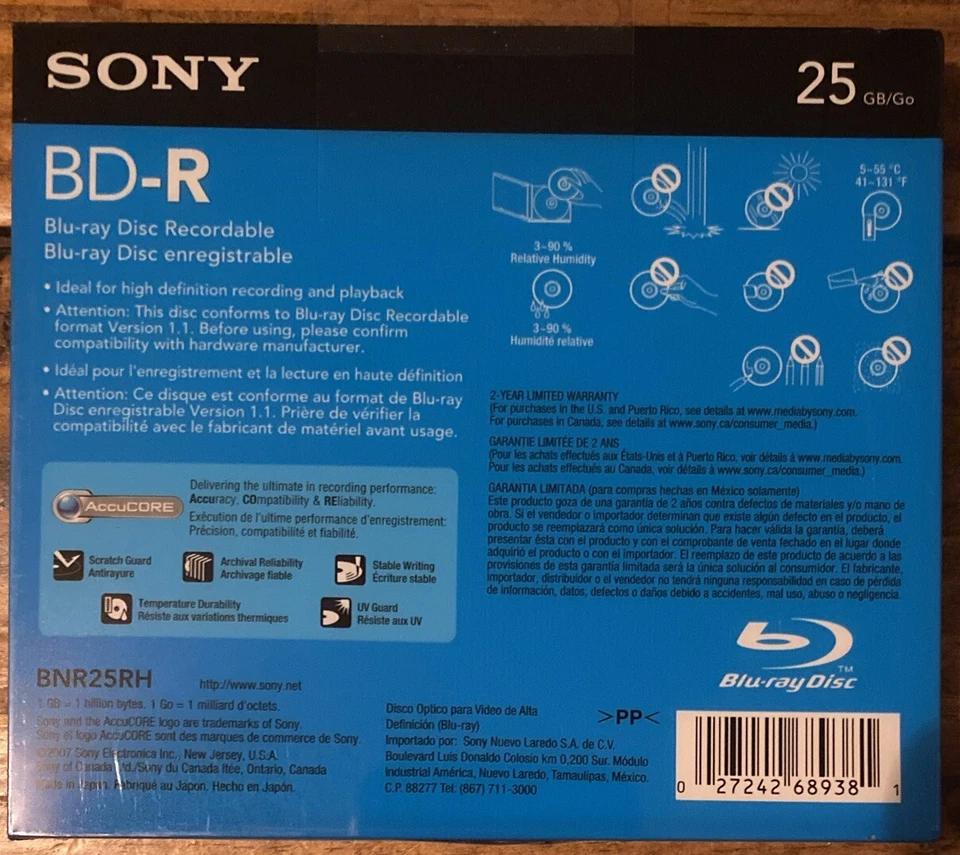 SONY
25 GB/Go
BD-R
Blu-ray Disc Recordable
Blu-ray Disc enregistrable
• Ideal for high definition recording and playback
• Attention: This disc conforms to Blu-ray Disc Recordable
format Version 1.1. Before using, please confirm
compatibility with hardware manufacturer.
• Idéal pour l'enregistrement et la lecture en haute définition
• Attention: Ce disque est conforme au format de Blu-ray
Disc enregistrable Version 1.1. Prière de vérifier la
compatibilité avec le fabricant de matériel avant usage.
5~55 °C
41~131 °F
3~90 %
Relative Humidity
3~90 %
Humidité relative
2-YEAR LIMITED WARRANTY
(For purchases in the U.S. and Puerto Rico, see details at www.mediabysony.com.
For purchases in Canada, see details at www.sony.ca/consumer_media.)
GARANTIE LIMITÉE DE 2 ANS
(Pour les achats effectués aux États-Unis et à Puerto Rico, voir détails à www.mediabysony.com.
Pour les achats effectués au Canada, voir détails à www.sony.ca/consumer_media.)
GARANTIA LIMITADA (para compras hechas en México solamente)
Este producto goza de una garantía de 2 años contra defectos de materiales y/o mano de
obra. Si el vendedor o importador determinan que existe algún defecto en el producto, el
producto se reemplazará como única solución. Para hacer válida la garantía, deberá
presentar ésta con el producto y con el comprobante de venta fechado en el lugar donde
adquirió el producto o con el importador. El reemplazo de este producto de acuerdo a las
provisiones de esta garantía limitada será la única solución al consumidor. El fabricante,
importador, distribuidor o el vendedor no tendrá ninguna responsabilidad en caso de pérdida
de información, datos, defectos o daños debido a accidentes, mal uso, abuso o negligencia.
AccuCORE
Delivering the ultimate in recording performance:
Accuracy, COmpatibility & REliability.
Exécution de l'ultime performance d'enregistrement:
Précision, compatibilité et fiabilité.
Scratch Guard
Antirayure
Archival Reliability
Archivage fiable
Stable Writing
Écriture stable
Temperature Durability
Résiste aux variations thermiques
UV Guard
Résiste aux UV
BNR25RH
http://www.sony.net
1 GB = 1 billion bytes. 1 Go = 1 milliard d'octets.
Sony and the AccuCORE logo are trademarks of Sony.
Sony et logo AccuCORE sont des marques de commerce de Sony.
©2007 Sony Electronics Inc., New Jersey, U.S.A.
Sony of Canada Ltd./Sony du Canada ltée, Ontario, Canada
Made in Japan. Fabriqué au Japon. Hecho en Japón.
Disco Optico para Video de Alta
Definición (Blu-ray)
Importado por: Sony Nuevo Laredo S.A. de C.V.
Boulevard Luis Donaldo Colosio km 0,200 Sur. Módulo
Industrial América, Nuevo Laredo, Tamaulipas, México.
C.P. 88277 Tel: (867) 711-3000
>PP<
Blu-ray Disc TM
0 27242 68938 1